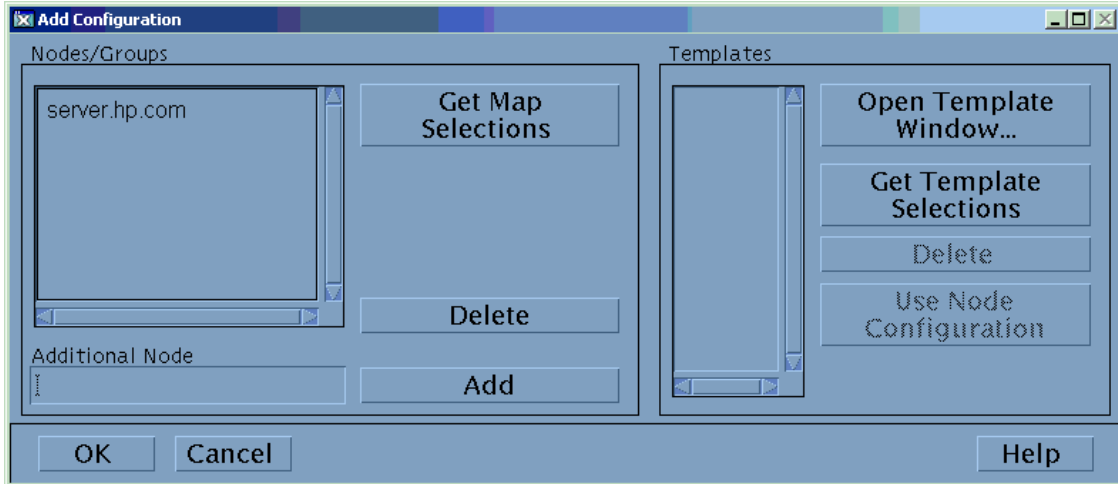 Add Configuration
Nodes/Groups
server.hp.com
Get Map
Selections
Delete
Additional Node
Add
Templates
Open Template
Window...
Get Template
Selections
Delete
Use Node
Configuration
OK
Cancel
Help